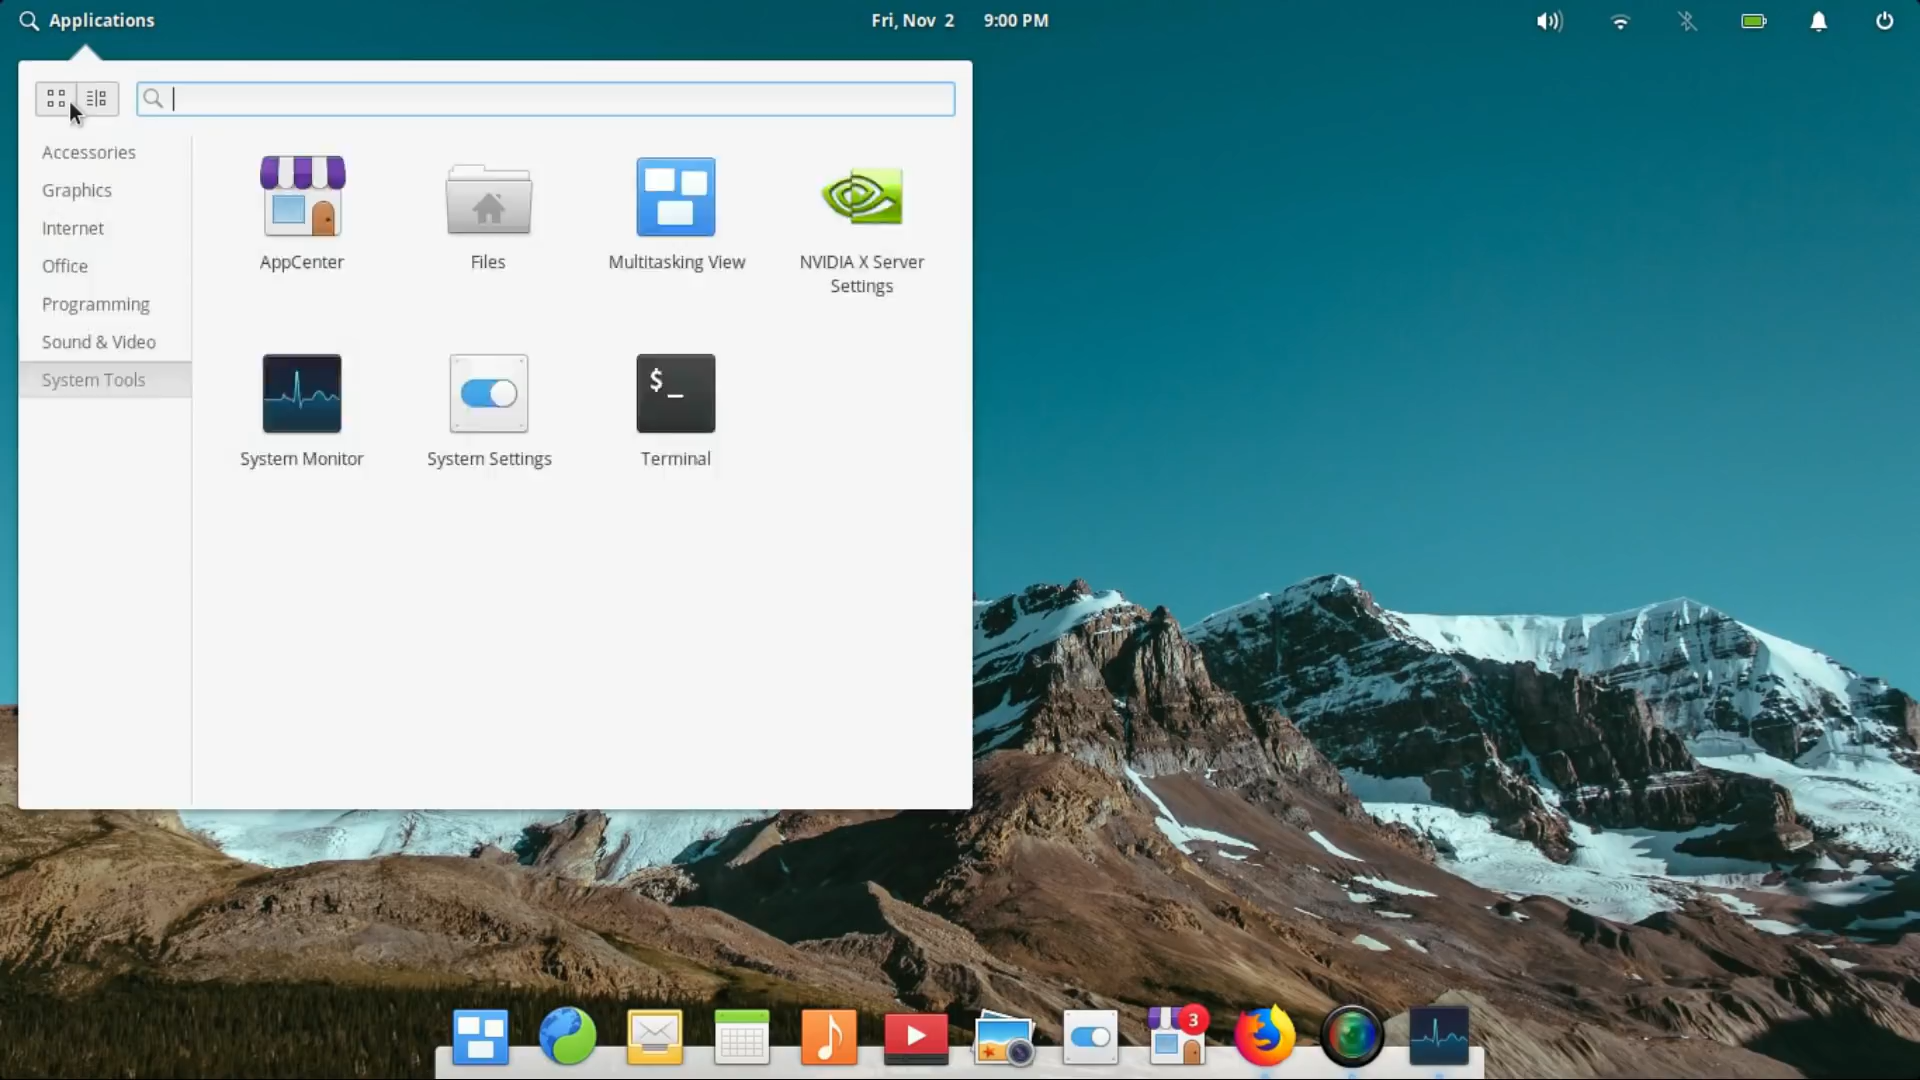 Applications
Fri, Nov 2 9:00 PM
Accessories
Graphics
Internet
Office
Programming
Sound & Video
System Tools
AppCenter
Files
Multitasking View
NVIDIA X Server
Settings
System Monitor
System Settings
$_
Terminal
3